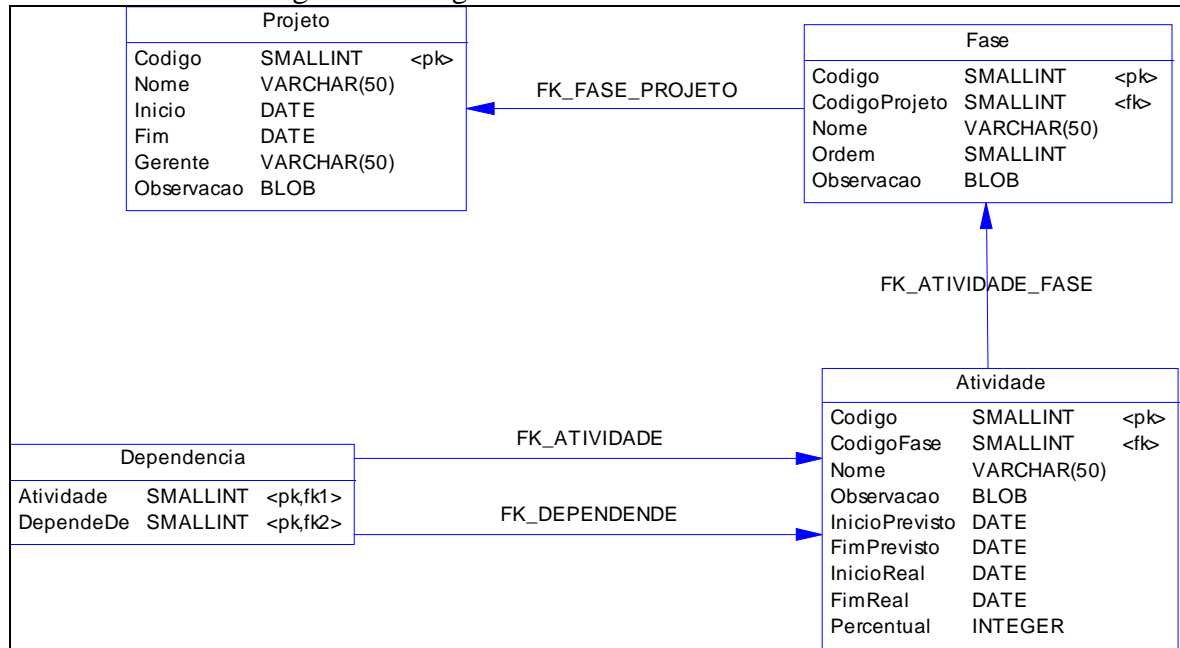 Projeto
Codigo SMALLINT <pk>
Nome VARCHAR(50)
Inicio DATE
Fim DATE
Gerente VARCHAR(50)
Observacao BLOB
FK_FASE_PROJETO
Fase
Codigo SMALLINT <pk>
CodigoProjeto SMALLINT <fk>
Nome VARCHAR(50)
Ordem SMALLINT
Observacao BLOB
FK_ATIVIDADE_FASE
Dependencia
Atividade SMALLINT <pk,fk1>
DependeDe SMALLINT <pk,fk2>
FK_ATIVIDADE
FK_DEPENDENDE
Atividade
Codigo SMALLINT <pk>
CodigoFase SMALLINT <fk>
Nome VARCHAR(50)
Observacao BLOB
InicioPrevisto DATE
FimPrevisto DATE
InicioReal DATE
FimReal DATE
Percentual INTEGER